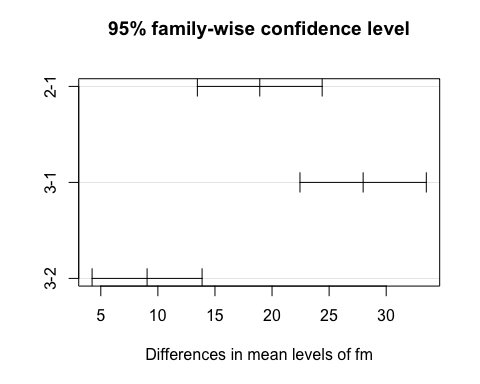 95% family-wise confidence level
2-1
3-1
3-2
5 10 15 20 25 30
Differences in mean levels of fm